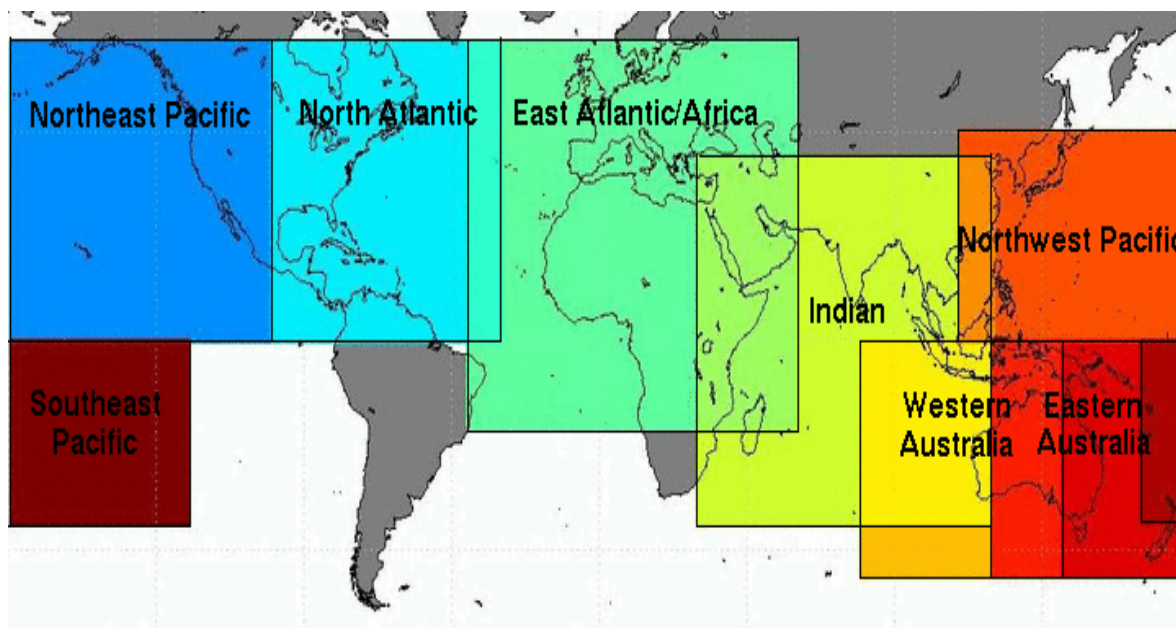 Northeast Pacific
North Atlantic
East Atlantic/Africa
Northwest Pacific
Indian
Southeast
Pacific
Western
Australia
Eastern
Australia